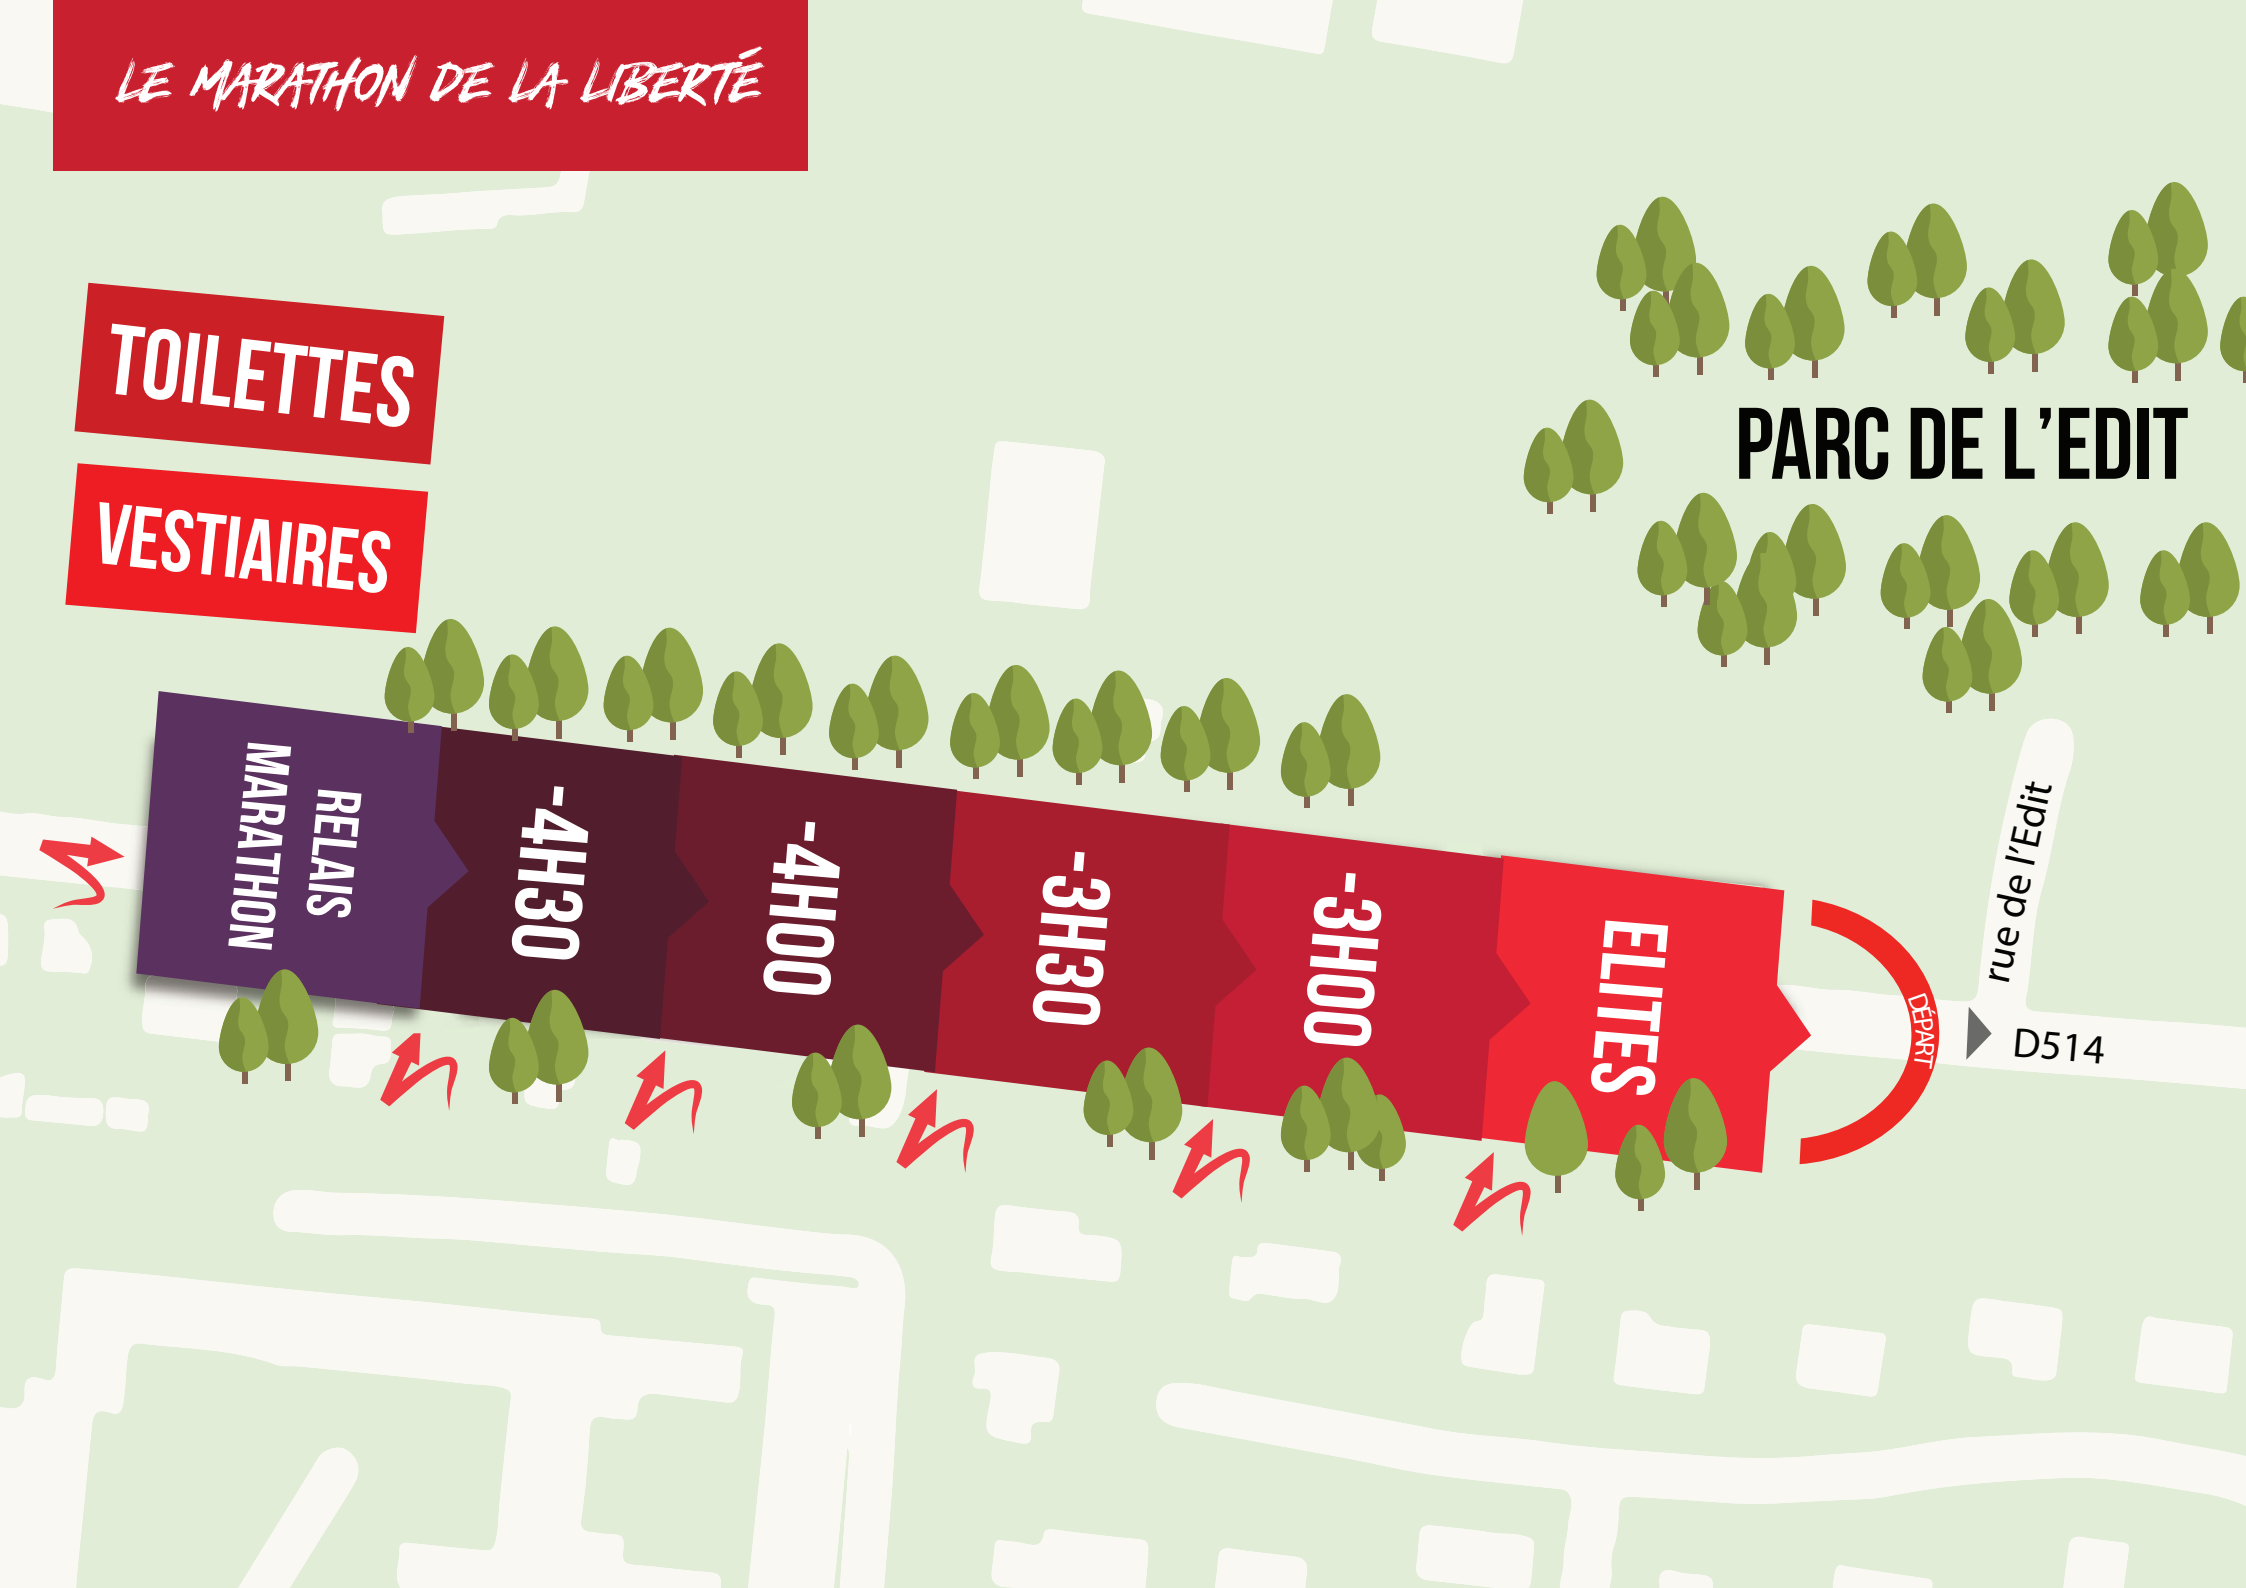 LE MARATHON DE LA LIBERTÉ
TOILETTES
VESTIAIRES
PARC DE L'EDIT
RELAIS
MARATHON
-4H30
-4H00
-3H30
-3H00
ELITES
DÉPART
rue de l'Edit
D514